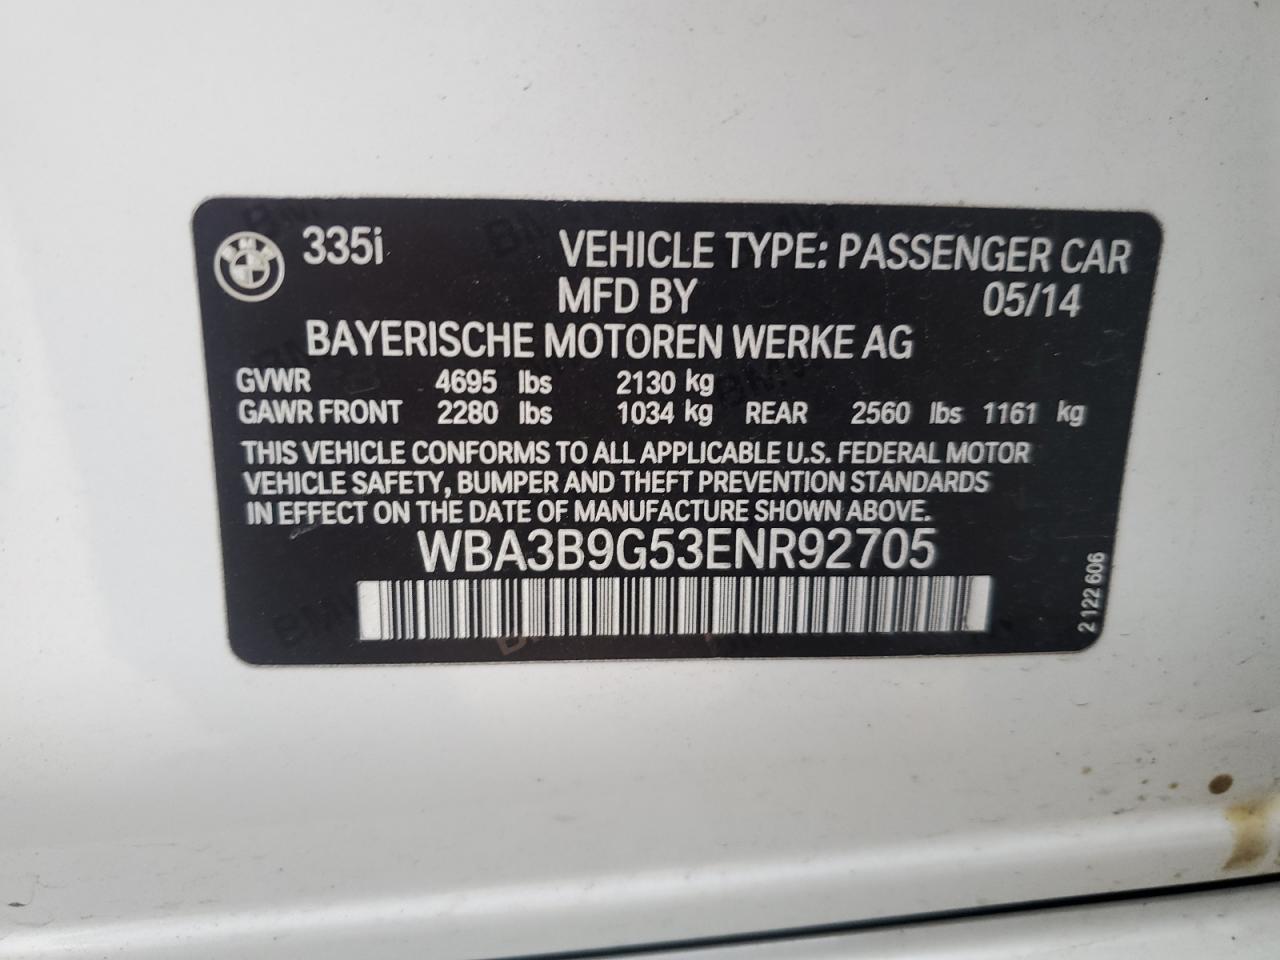 335i VEHICLE TYPE: PASSENGER CAR
MFD BY 05/14
BAYERISCHE MOTOREN WERKE AG
GVWR 4695 lbs 2130 kg
GAWR FRONT 2280 lbs 1034 kg REAR 2560 lbs 1161 kg
THIS VEHICLE CONFORMS TO ALL APPLICABLE U.S. FEDERAL MOTOR
VEHICLE SAFETY, BUMPER AND THEFT PREVENTION STANDARDS
IN EFFECT ON THE DATE OF MANUFACTURE SHOWN ABOVE.
WBA3B9G53ENR92705
2 122 606